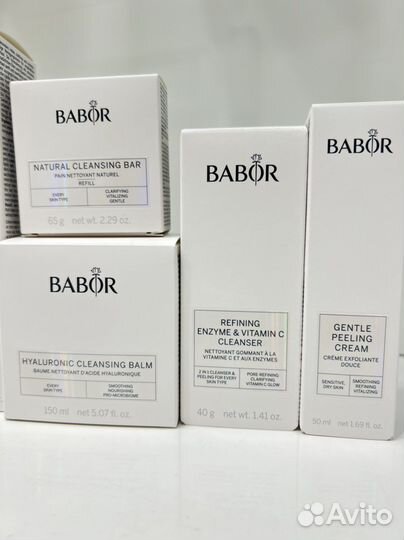 BABOR
NATURAL CLEANSING BAR
PAIN NETTOYANT NATUREL
REFILL
EVERY
SKIN TYPE
CLARIFYING
VITALIZING
GENTLE
65 g net wt. 2.29 oz.
BABOR
HYALURONIC CLEANSING BALM
BAUME NETTOYANT D'ACIDE HYALURONIQUE
EVERY
SKIN TYPE
SMOOTHING
NOURISHING
PRO-MICROBIOME
150 ml net 5.07 fl.oz.
BABOR
REFINING
ENZYME & VITAMIN C
CLEANSER
NETTOYANT GOMMANT À LA
VITAMINE C ET AUX ENZYMES
2 IN 1 CLEANSER &
PEELING FOR EVERY
SKIN TYPE
PORE REFINING
CLARIFYING
VITAMIN C GLOW
40 g net wt. 1.41 oz.
BABOR
GENTLE
PEELING
CREAM
CRÈME EXFOLIANTE
DOUCE
SENSITIVE,
DRY SKIN
SMOOTHING
REFINING
VITALIZING
50 ml net 1.69 fl.oz.
Avito